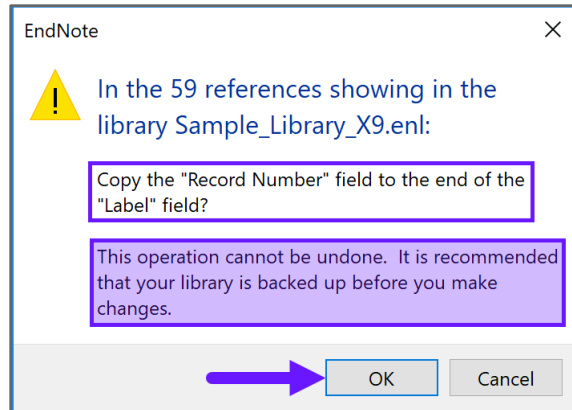 EndNote
In the 59 references showing in the
library Sample_Library_X9.enl:
Copy the "Record Number" field to the end of the
"Label" field?
This operation cannot be undone.  It is recommended
that your library is backed up before you make
changes.
OK
Cancel